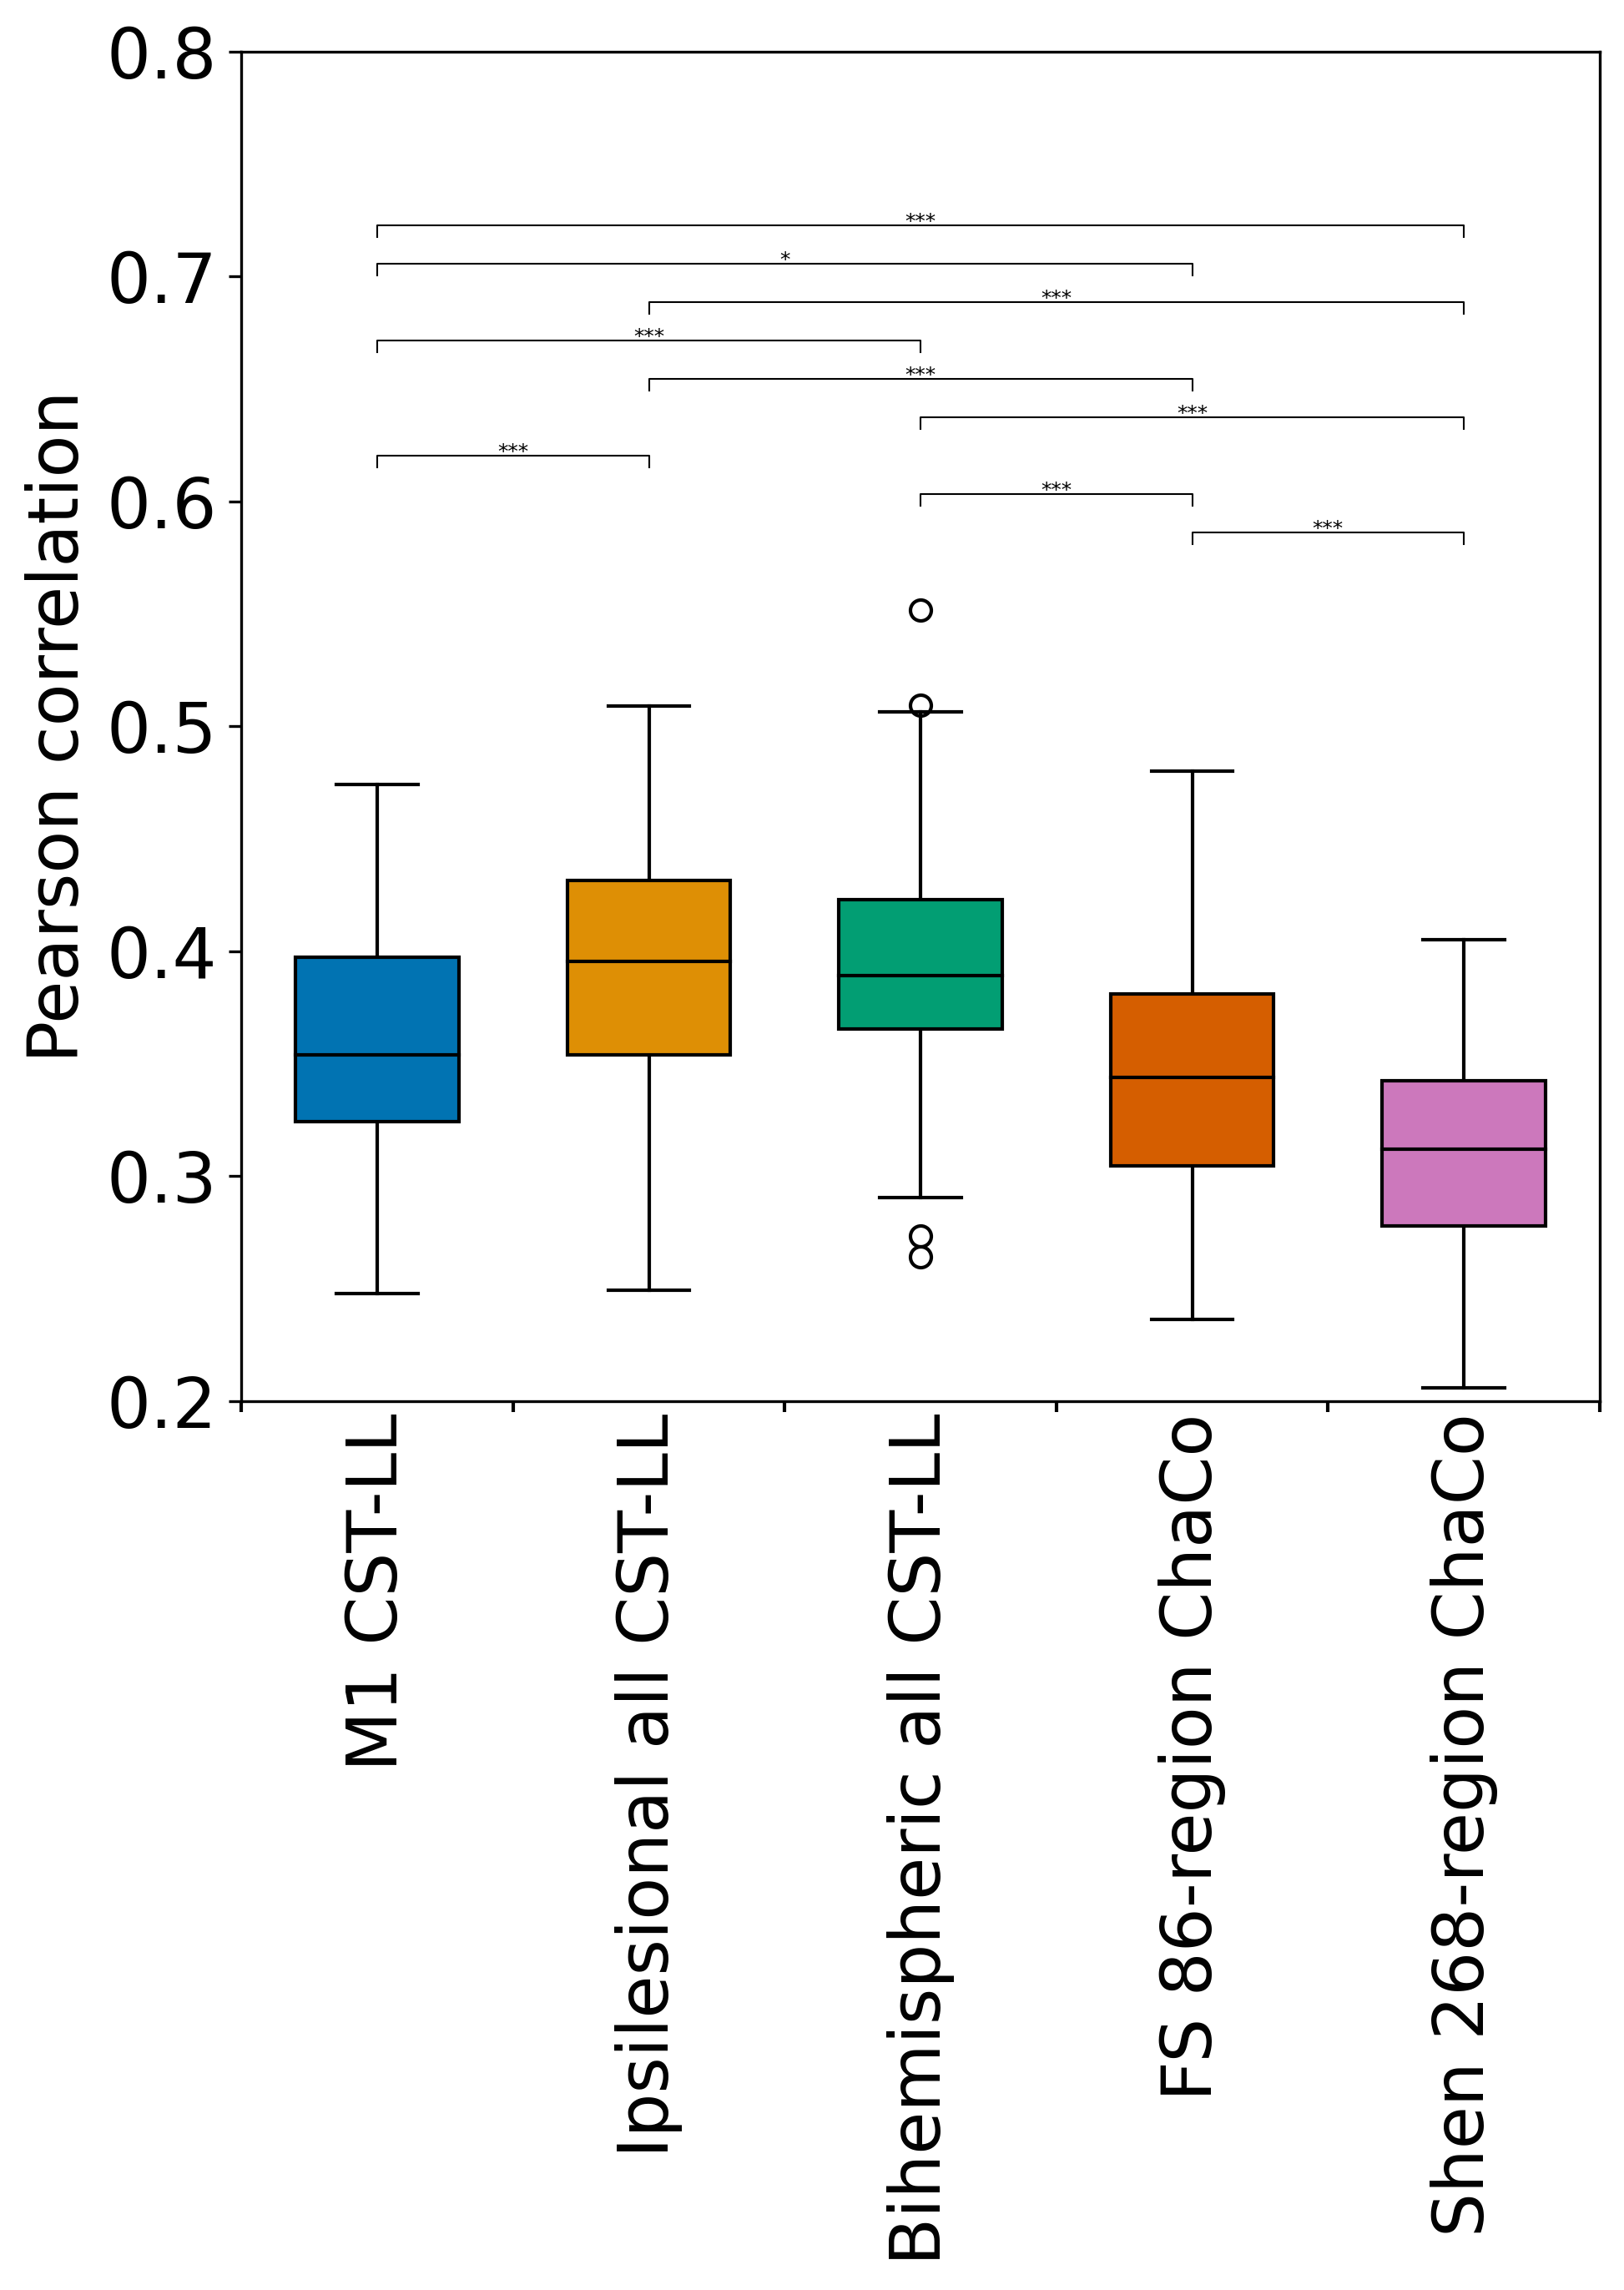 Pearson correlation
0.8
0.7
0.6
0.5
0.4
0.3
0.2
***
*
***
***
***
***
***
***
***
M1 CST-LL
Ipsilesional all CST-LL
Bihemispheric all CST-LL
FS 86-region ChaCo
Shen 268-region ChaCo